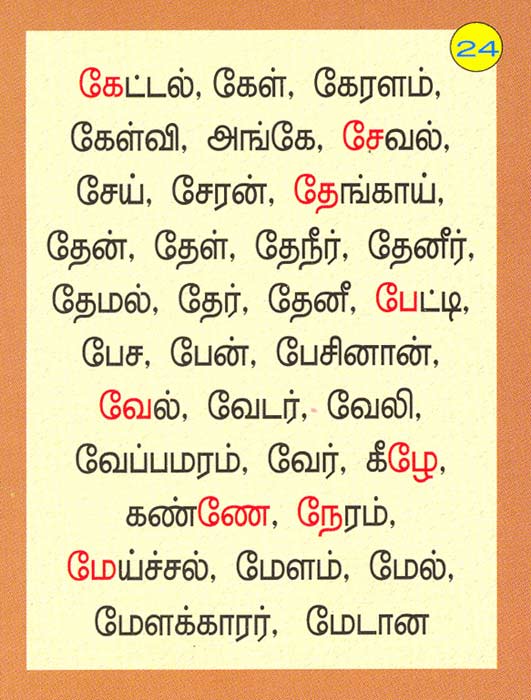 24
கேட்டல், கேள், கேரளம்,
கேள்வி, அங்கே, சேவல்,
சேய், சேரன், தேங்காய்,
தேன், தேள், தேநீர், தேனீர்,
தேமல், தேர், தேனீ, பேட்டி,
பேச, பேன், பேசினான்,
வேல், வேடர், வேலி,
வேப்பமரம், வேர், கீழே,
கண்ணே, நேரம்,
மேய்ச்சல், மேளம், மேல்,
மேளக்காரர், மேடான